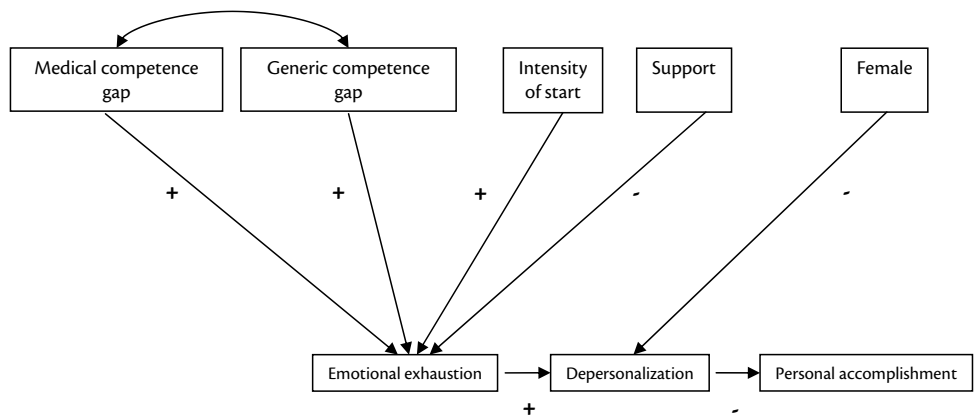 Medical competence
gap
Generic competence
gap
Intensity
of start
Support
Female
+
+
+
-
-
Emotional exhaustion
Depersonalization
Personal accomplishment
+
-